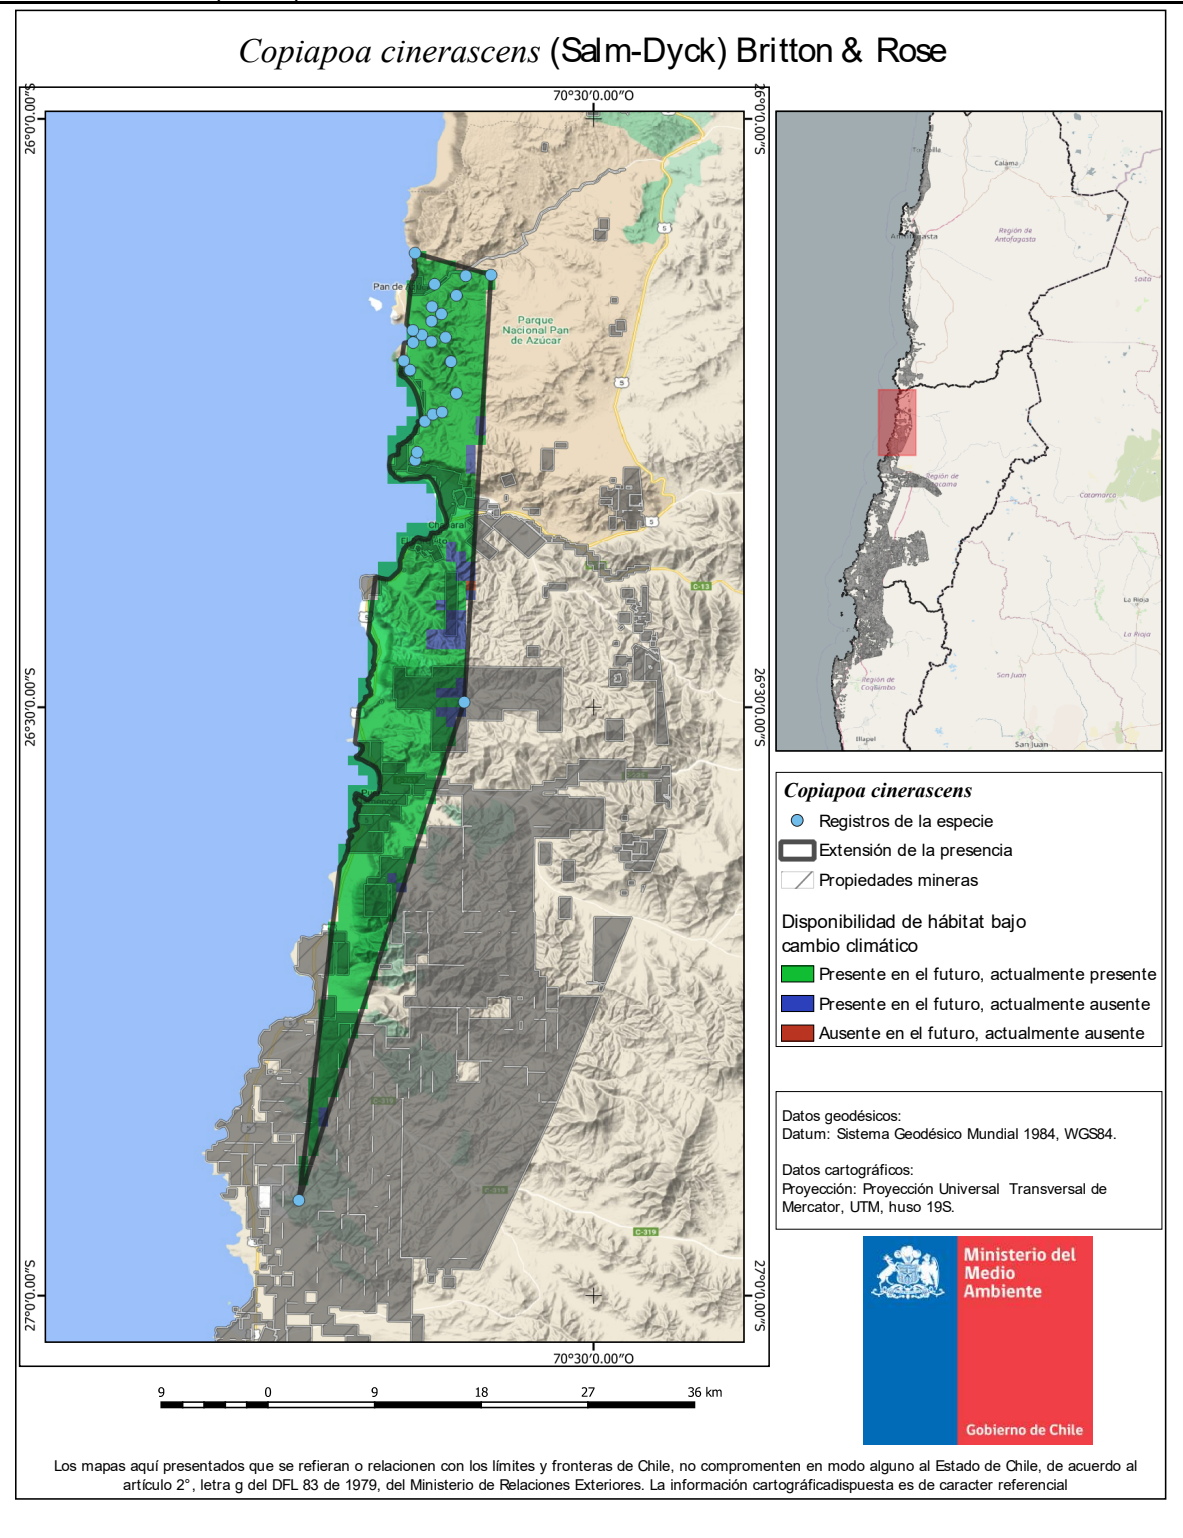 Copiapoa cinerascens (Salm-Dyck) Britton & Rose
70°30'0.00"O
26°0'0.00"S
26°0'0.00"S
Pan de
Parque
Nacional Pan
de Azúcar
5
5
5
C-13
5
26°30'0.00"S
26°30'0.00"S
C-319
C-319
27°0'0.00"S
27°0'0.00"S
70°30'0.00"O
Calama
Región de
Antofagasta
Salta
Región de
Catamarca
La Rioja
La Rioja
Región de
Coquimbo
San Juan
Illapel
San Juan
Copiapoa cinerascens
Registros de la especie
Extensión de la presencia
Propiedades mineras
Disponibilidad de hábitat bajo
cambio climático
Presente en el futuro, actualmente presente
Presente en el futuro, actualmente ausente
Ausente en el futuro, actualmente ausente
Datos geodésicos:
Datum: Sistema Geodésico Mundial 1984, WGS84.
Datos cartográficos:
Proyección: Proyección Universal Transversal de
Mercator, UTM, huso 19S.
Ministerio del
Medio
Ambiente
Gobierno de Chile
9 0 9 18 27 36 km
Los mapas aquí presentados que se refieran o relacionen con los límites y fronteras de Chile, no comprometen en modo alguno al Estado de Chile, de acuerdo al
artículo 2°, letra g del DFL 83 de 1979, del Ministerio de Relaciones Exteriores. La información cartográficadispuesta es de caracter referencial